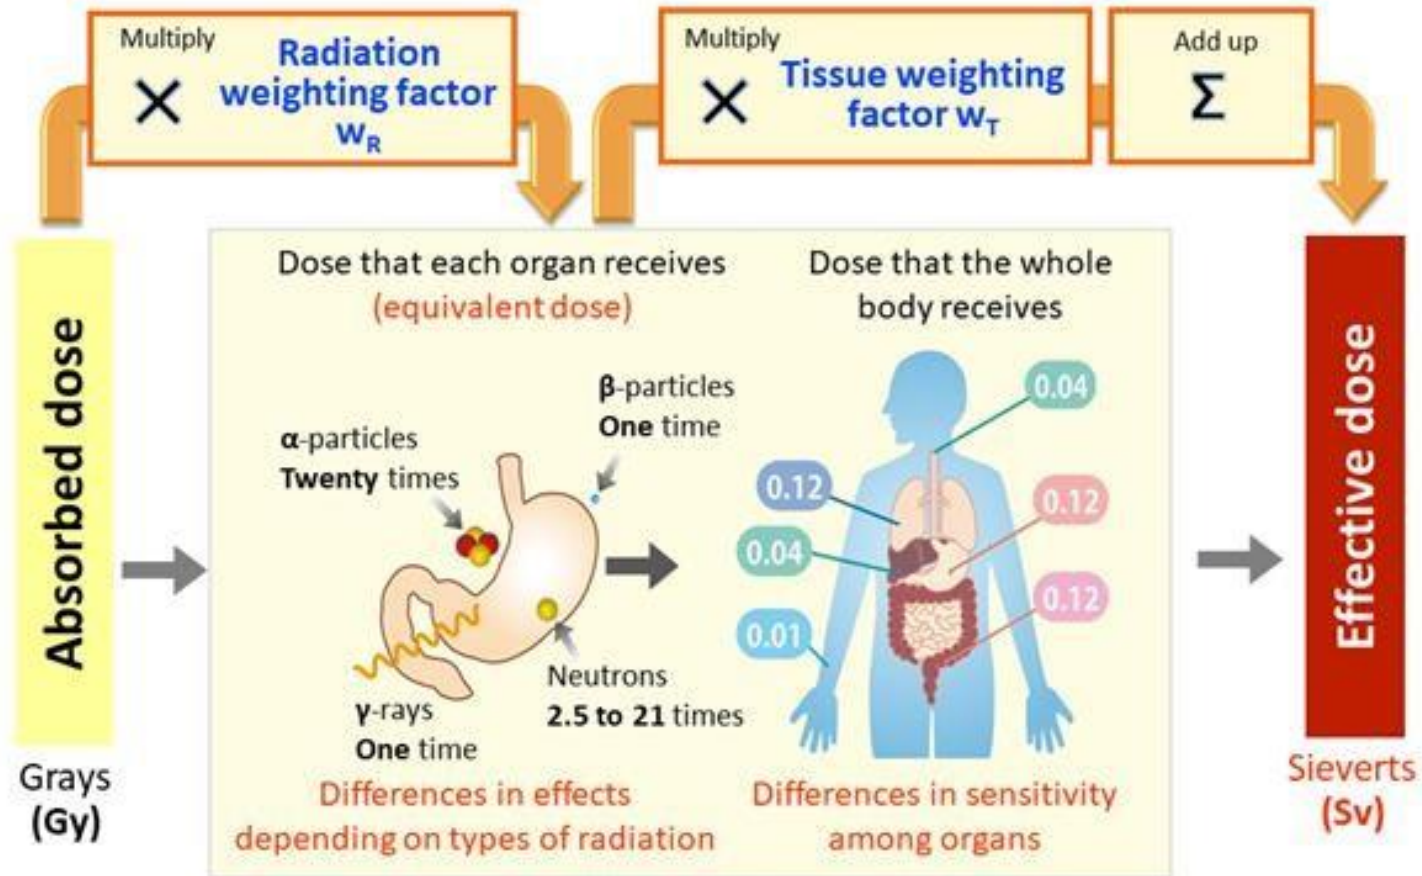 Multiply
×
Radiation
weighting factor
wR
Multiply
×
Tissue weighting
factor wT
Add up
Σ
Absorbed dose
Grays
(Gy)
Dose that each organ receives
(equivalent dose)
α-particles
Twenty times
β-particles
One time
γ-rays
One time
Neutrons
2.5 to 21 times
Differences in effects
depending on types of radiation
Dose that the whole
body receives
0.04
0.12
0.12
0.04
0.12
0.01
Differences in sensitivity
among organs
Effective dose
Sieverts
(Sv)